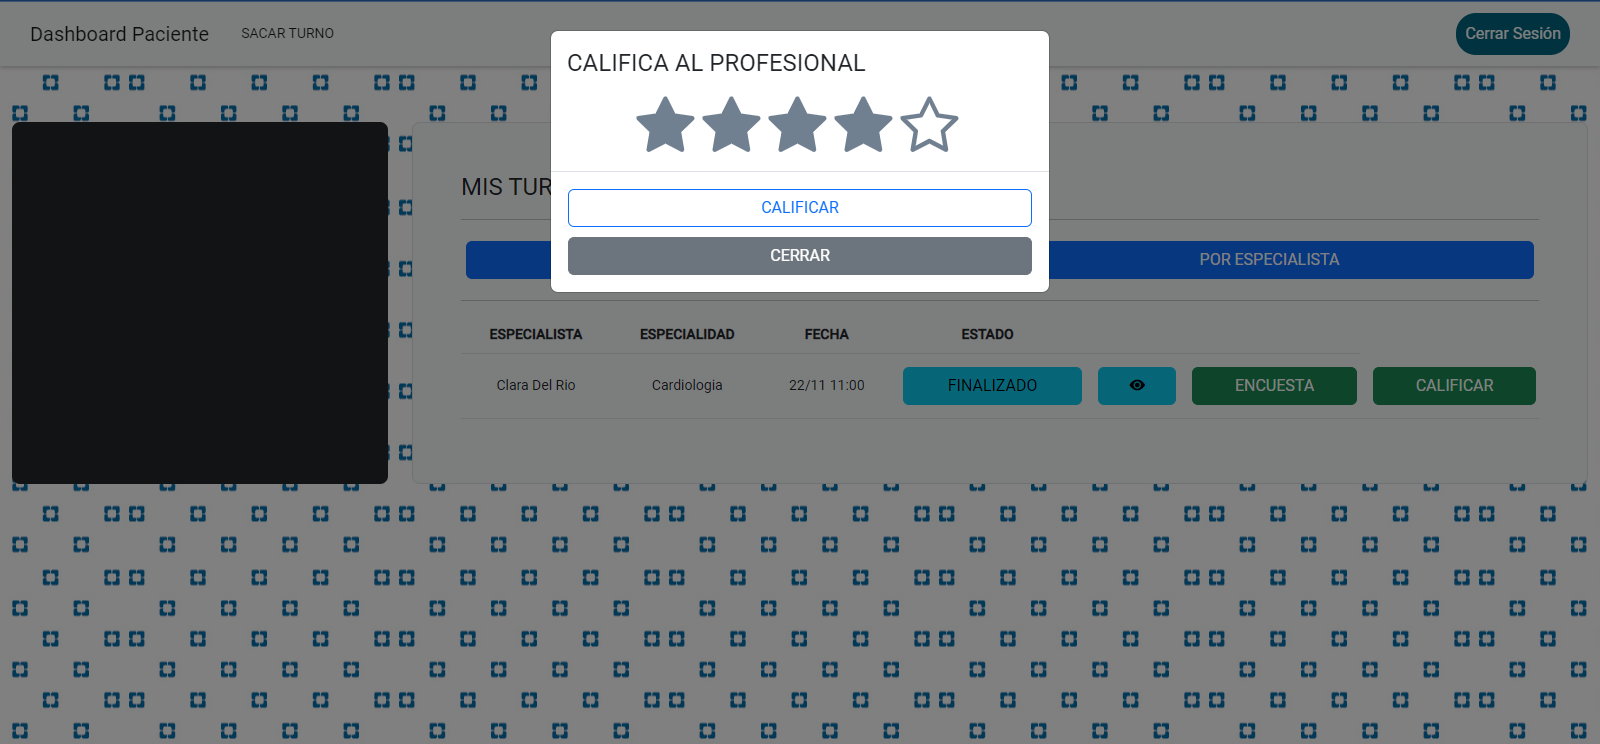 Dashboard Paciente
SACAR TURNO
Cerrar Sesión
CALIFICA AL PROFESIONAL
CALIFICAR
CERRAR
MIS TUR
POR ESPECIALISTA
ESPECIALISTA ESPECIALIDAD FECHA ESTADO
Clara Del Rio Cardiologia 22/11 11:00 FINALIZADO ENCUESTA CALIFICAR